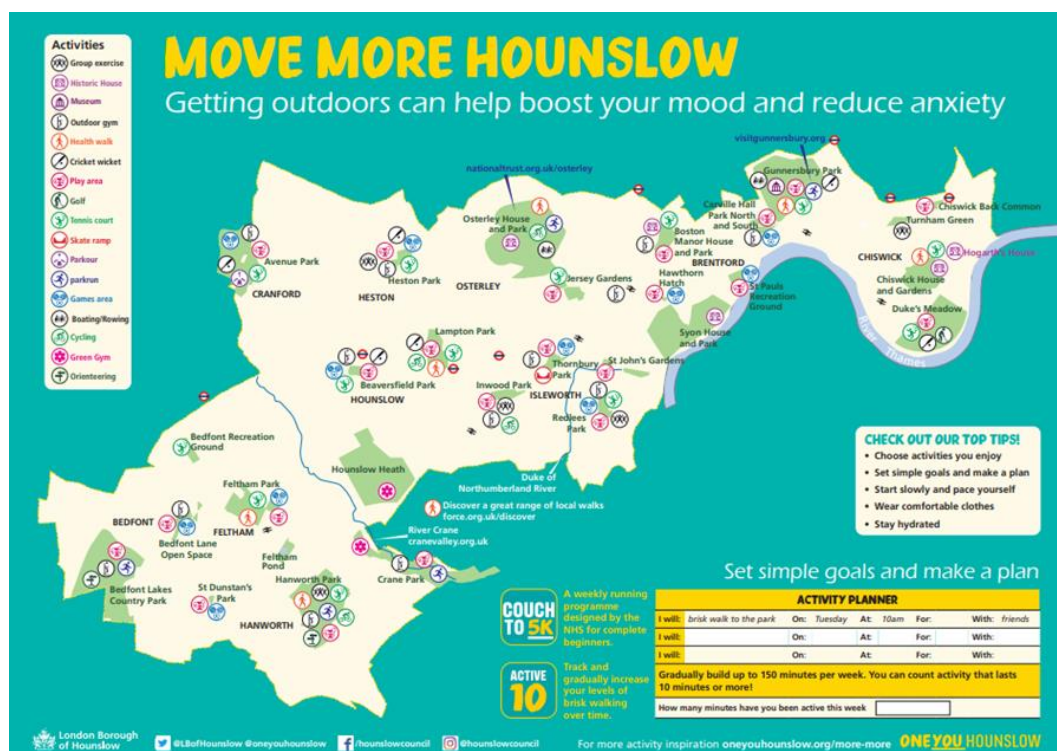 MOVE MORE HOUNSLOW
Getting outdoors can help boost your mood and reduce anxiety
Activities
Group exercise
Historic House
Museum
Outdoor gym
Health walk
Cricket wicket
Play area
Golf
Tennis court
Skate ramp
Parkour
parkrun
Games area
Boating/Rowing
Cycling
Green Gym
Orienteering
visitgunnersbury.org
nationaltrust.org.uk/osterley
Gunnersbury Park
Carville Hall
Park North
and South
Chiswick Back Common
Turnham Green
Osterley House
and Park
Boston
Manor House
and Park
BRENTFORD
CHISWICK
Hogarth's House
Avenue Park
CRANFORD
Heston Park
HESTON
OSTERLEY
Jersey Gardens
Hawthorn
Hatch
St Pauls
Recreation
Ground
Chiswick House
and Gardens
Duke's Meadow
Syon House
and Park
River Thames
Lampton Park
Beaversfield Park
HOUNSLOW
Thornbury
Park
St John's Gardens
ISLEWORTH
Inwood Park
Redlees
Park
Bedfont Recreation
Ground
Hounslow Heath
Duke of
Northumberland River
Feltham Park
BEDFONT
FELTHAM
Bedfont Lane
Open Space
Discover a great range of local walks
force.org.uk/discover
River Crane
cranevalley.org.uk
Feltham
Pond
Crane Park
Bedfont Lakes
Country Park
St Dunstan's
Park
Hanworth Park
HANWORTH
CHECK OUT OUR TOP TIPS!
• Choose activities you enjoy
• Set simple goals and make a plan
• Start slowly and pace yourself
• Wear comfortable clothes
• Stay hydrated
COUCH
TO 5K
A weekly running
programme
designed by the
NHS for complete
beginners.
ACTIVE
10
Track and
gradually increase
your levels of
brisk walking
over time.
Set simple goals and make a plan
ACTIVITY PLANNER
I will: brisk walk to the park On: Tuesday At: 10am For: With: friends
I will: On: At: For: With:
I will: On: At: For: With:
Gradually build up to 150 minutes per week. You can count activity that lasts
10 minutes or more!
How many minutes have you been active this week
London Borough
of Hounslow
@LBofHounslow @oneyouhounslow
/hounslowcouncil
@hounslowcouncil
For more activity inspiration oneyouhounslow.org/more-more
ONEYOU HOUNSLOW